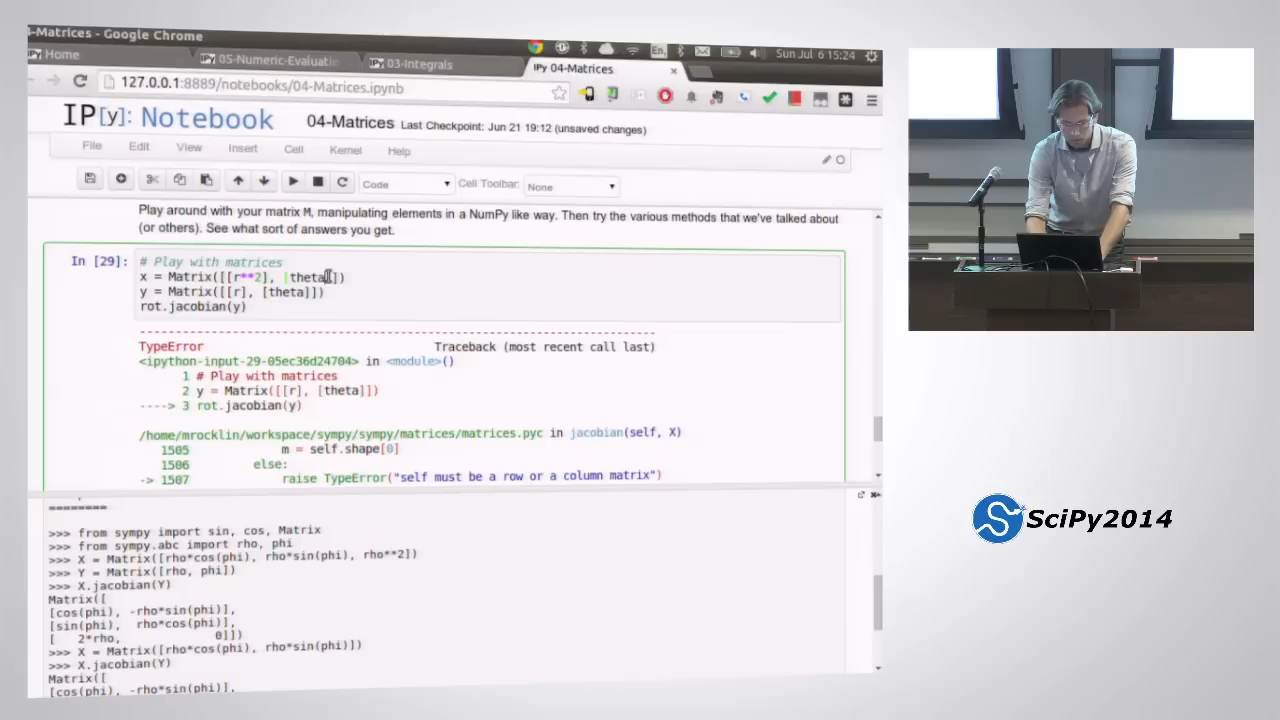 04-Matrices - Google Chrome
En
Sun Jul 6 15:24
IPy Home
IPy 05-Numeric-Evaluatin
IPy 03-Integrals
IPy 04-Matrices
127.0.0.1:8889/notebooks/04-Matrices.ipynb
IP[y]: Notebook
04-Matrices Last Checkpoint: Jun 21 19:12 (unsaved changes)
File Edit View Insert Cell Kernel Help
Code
Cell Toolbar:
None
Play around with your matrix M, manipulating elements in a NumPy like way. Then try the various methods that we've talked about
(or others). See what sort of answers you get.
In [29]:
# Play with matrices
x = Matrix([[r**2], [theta]])
y = Matrix([[r], [theta]])
rot.jacobian(y)
---------------------------------------------------------------------------
TypeError Traceback (most recent call last)
<ipython-input-29-05ec36d24704> in <module>()
1 # Play with matrices
2 y = Matrix([[r], [theta]])
----> 3 rot.jacobian(y)
/home/mrocklin/workspace/sympy/sympy/matrices/matrices.pyc in jacobian(self, X)
1505 m = self.shape[0]
1506 else:
-> 1507 raise TypeError("self must be a row or a column matrix")
========
>>> from sympy import sin, cos, Matrix
>>> from sympy.abc import rho, phi
>>> X = Matrix([rho*cos(phi), rho*sin(phi), rho**2])
>>> Y = Matrix([rho, phi])
>>> X.jacobian(Y)
Matrix([
[cos(phi), -rho*sin(phi)],
[sin(phi), rho*cos(phi)],
[ 2*rho, 0]])
>>> X = Matrix([rho*cos(phi), rho*sin(phi)])
>>> X.jacobian(Y)
Matrix([
[cos(phi), -rho*sin(phi)],
SciPy2014